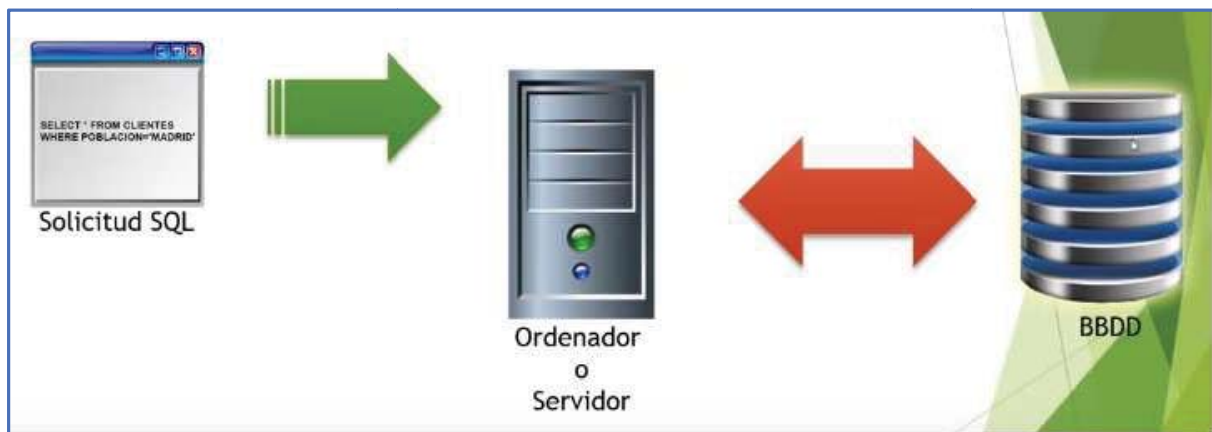 SELECT * FROM CLIENTES
WHERE POBLACION='MADRID'
Solicitud SQL
Ordenador
o
Servidor
BBDD